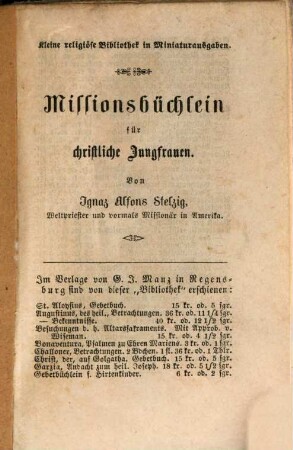 Kleine religiöse Bibliothek in Miniaturausgaben.
Missionsbüchlein
für
christliche Jungfrauen.
Von
Ignaz Alfons Stelzig,
Weltpriester und vormals Missionär in Amerika.
Im Verlage von G. J. Manz in Regens-
burg sind von dieser „Bibliothek" erschienen:
St. Aloysius, Gebetbuch. 15 kr. od. 5 sgr.
Augustinus, des heil., Betrachtungen. 36 kr. od. 11 1/4 sgr.
— Bekenntnisse. 40 kr. od. 12 1/2 sgr.
Besuchungen d. h. Altarsakraments. Mit Approb. v.
Wiseman. 15 kr. od. 4 1/2 sgr.
Bonaventura, Psalmen zu Ehren Mariens. 3 kr. od. 1 sgr.
Challoner, Betrachtungen. 2 Bdchen. 1 fl. 36 kr. od. 1 Thlr.
Christ, der, auf Golgatha. Gebetbuch. 15 kr. od. 5 sgr.
Garzia, Andacht zum heil. Joseph. 18 kr. od. 5 1/2 sgr.
Gebetbüchlein f. Hirtenkinder. 6 kr. od. 2 sgr.